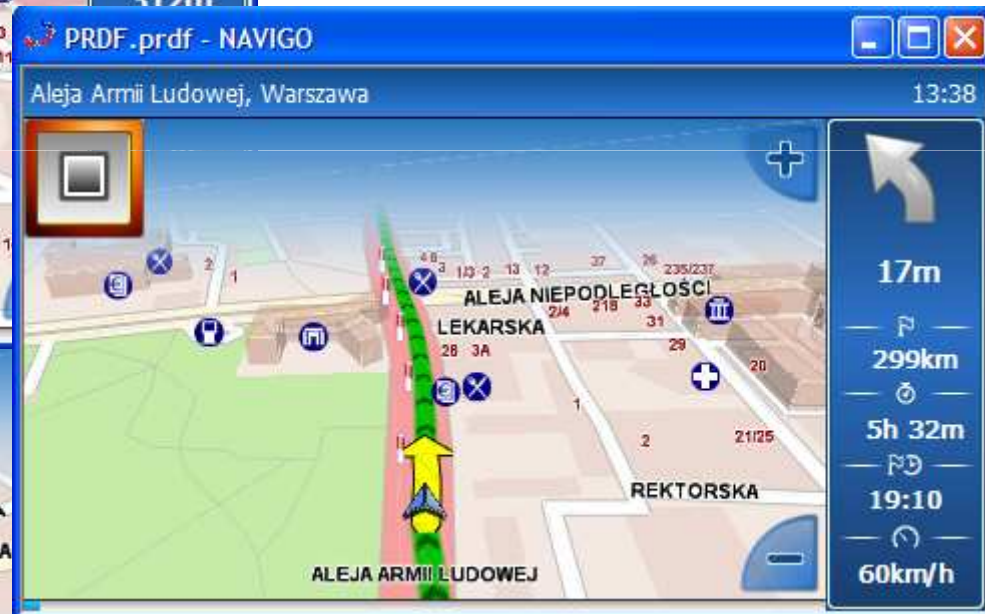 312m
PRDF.prdf - NAVIGO
Aleja Armii Ludowej, Warszawa 13:38
17m
299km
5h 32m
19:10
60km/h
2 1
3 1/3 2 13 12 37 26 235/237
ALEJA NIEPODLEGŁOŚCI
2/4 218 33
LEKARSKA 31
28 3A 29
20
1
2 21/25
REKTORSKA
ALEJA ARMII LUDOWEJ